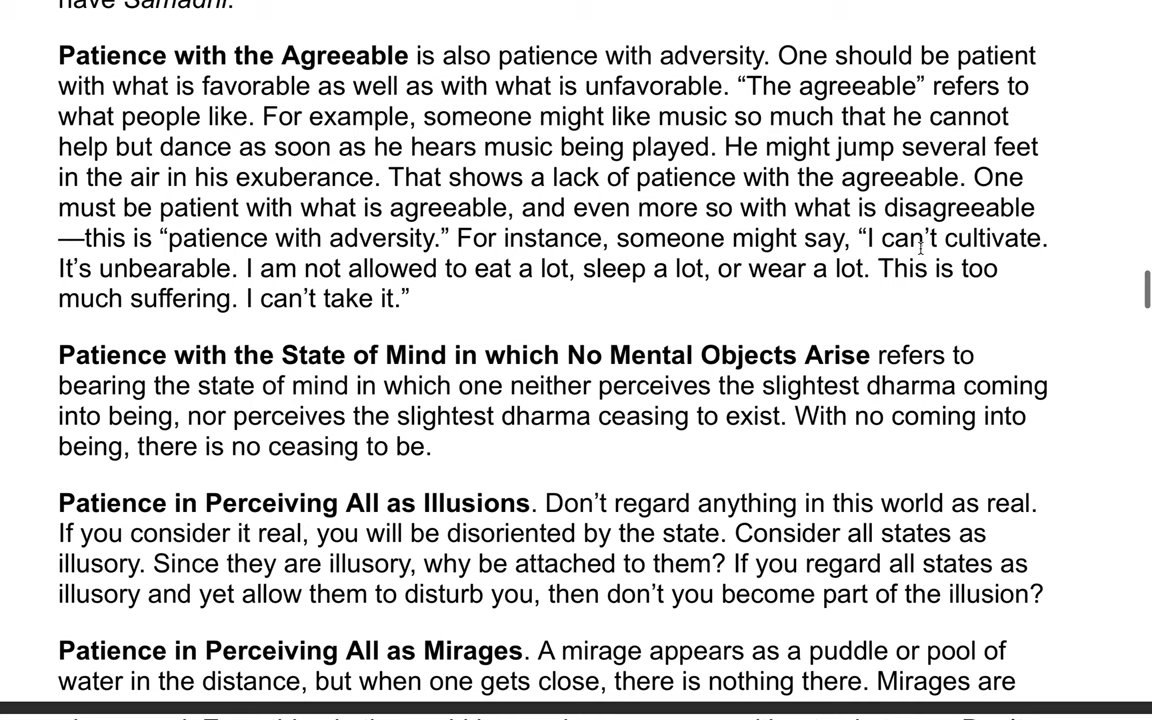 have Samadhi.
Patience with the Agreeable is also patience with adversity. One should be patient
with what is favorable as well as with what is unfavorable. “The agreeable” refers to
what people like. For example, someone might like music so much that he cannot
help but dance as soon as he hears music being played. He might jump several feet
in the air in his exuberance. That shows a lack of patience with the agreeable. One
must be patient with what is agreeable, and even more so with what is disagreeable
—this is “patience with adversity.” For instance, someone might say, “I can’t cultivate.
It’s unbearable. I am not allowed to eat a lot, sleep a lot, or wear a lot. This is too
much suffering. I can’t take it.”
Patience with the State of Mind in which No Mental Objects Arise refers to
bearing the state of mind in which one neither perceives the slightest dharma coming
into being, nor perceives the slightest dharma ceasing to exist. With no coming into
being, there is no ceasing to be.
Patience in Perceiving All as Illusions. Don’t regard anything in this world as real.
If you consider it real, you will be disoriented by the state. Consider all states as
illusory. Since they are illusory, why be attached to them? If you regard all states as
illusory and yet allow them to disturb you, then don’t you become part of the illusion?
Patience in Perceiving All as Mirages. A mirage appears as a puddle or pool of
water in the distance, but when one gets close, there is nothing there. Mirages are